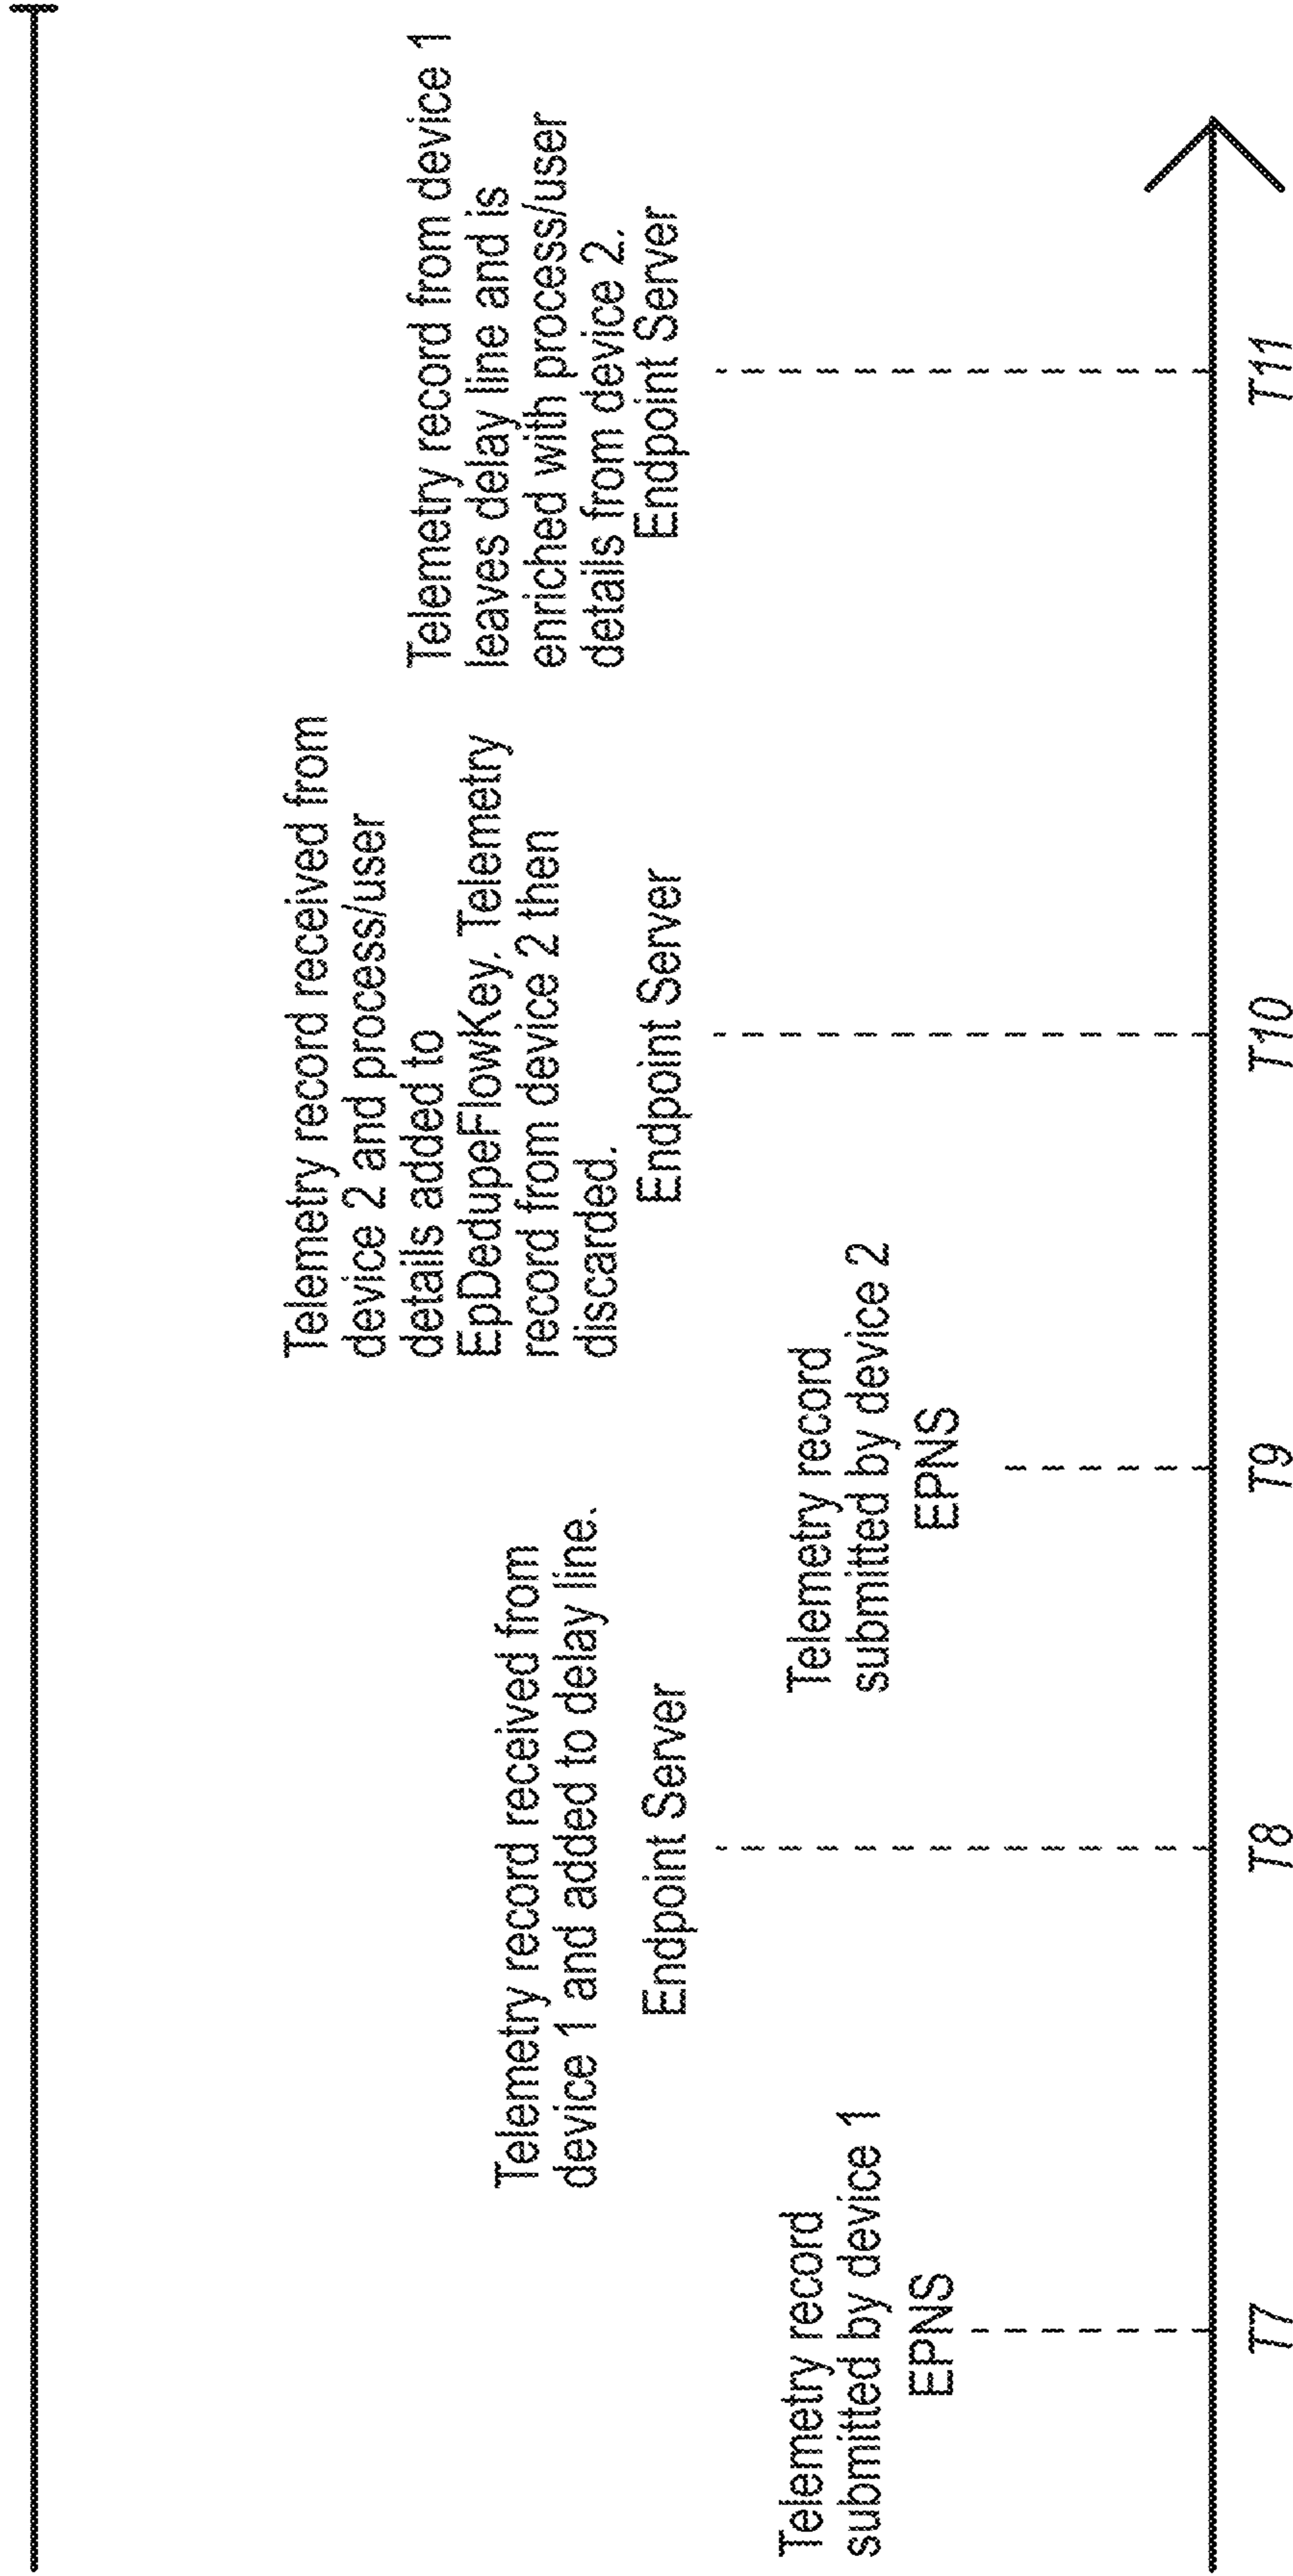 Telemetry record
submitted by device 1
EPNS
T7
Telemetry record received from
device 1 and added to delay line.
Endpoint Server
T8
Telemetry record
submitted by device 2
EPNS
T9
Telemetry record received from
device 2 and process/user
details added to
EpDedupeFlowKey. Telemetry
record from device 2 then
discarded.
Endpoint Server
T10
Telemetry record from device 1
leaves delay line and is
enriched with process/user
details from device 2.
Endpoint Server
T11